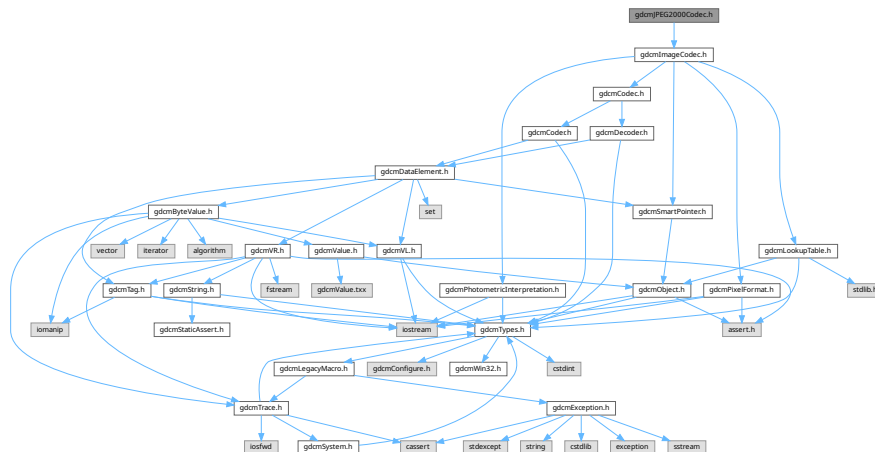 gdcmJPEG2000Codec.h
gdcmImageCodec.h
gdcmCodec.h
gdcmCoder.h
gdcmDecoder.h
gdcmDataElement.h
gdcmByteValue.h
set
gdcmSmartPointer.h
vector
iterator
algorithm
gdcmVR.h
gdcmValue.h
gdcmVL.h
gdcmLookupTable.h
gdcmTag.h
gdcmString.h
fstream
gdcmValue.txx
gdcmPhotometricInterpretation.h
gdcmObject.h
gdcmPixelFormat.h
stdlib.h
iomanip
gdcmStaticAssert.h
iostream
gdcmTypes.h
assert.h
gdcmLegacyMacro.h
gdcmConfigure.h
gdcmWin32.h
cstdint
gdcmTrace.h
gdcmException.h
iosfwd
gdcmSystem.h
cassert
stdexcept
string
cstdlib
exception
sstream